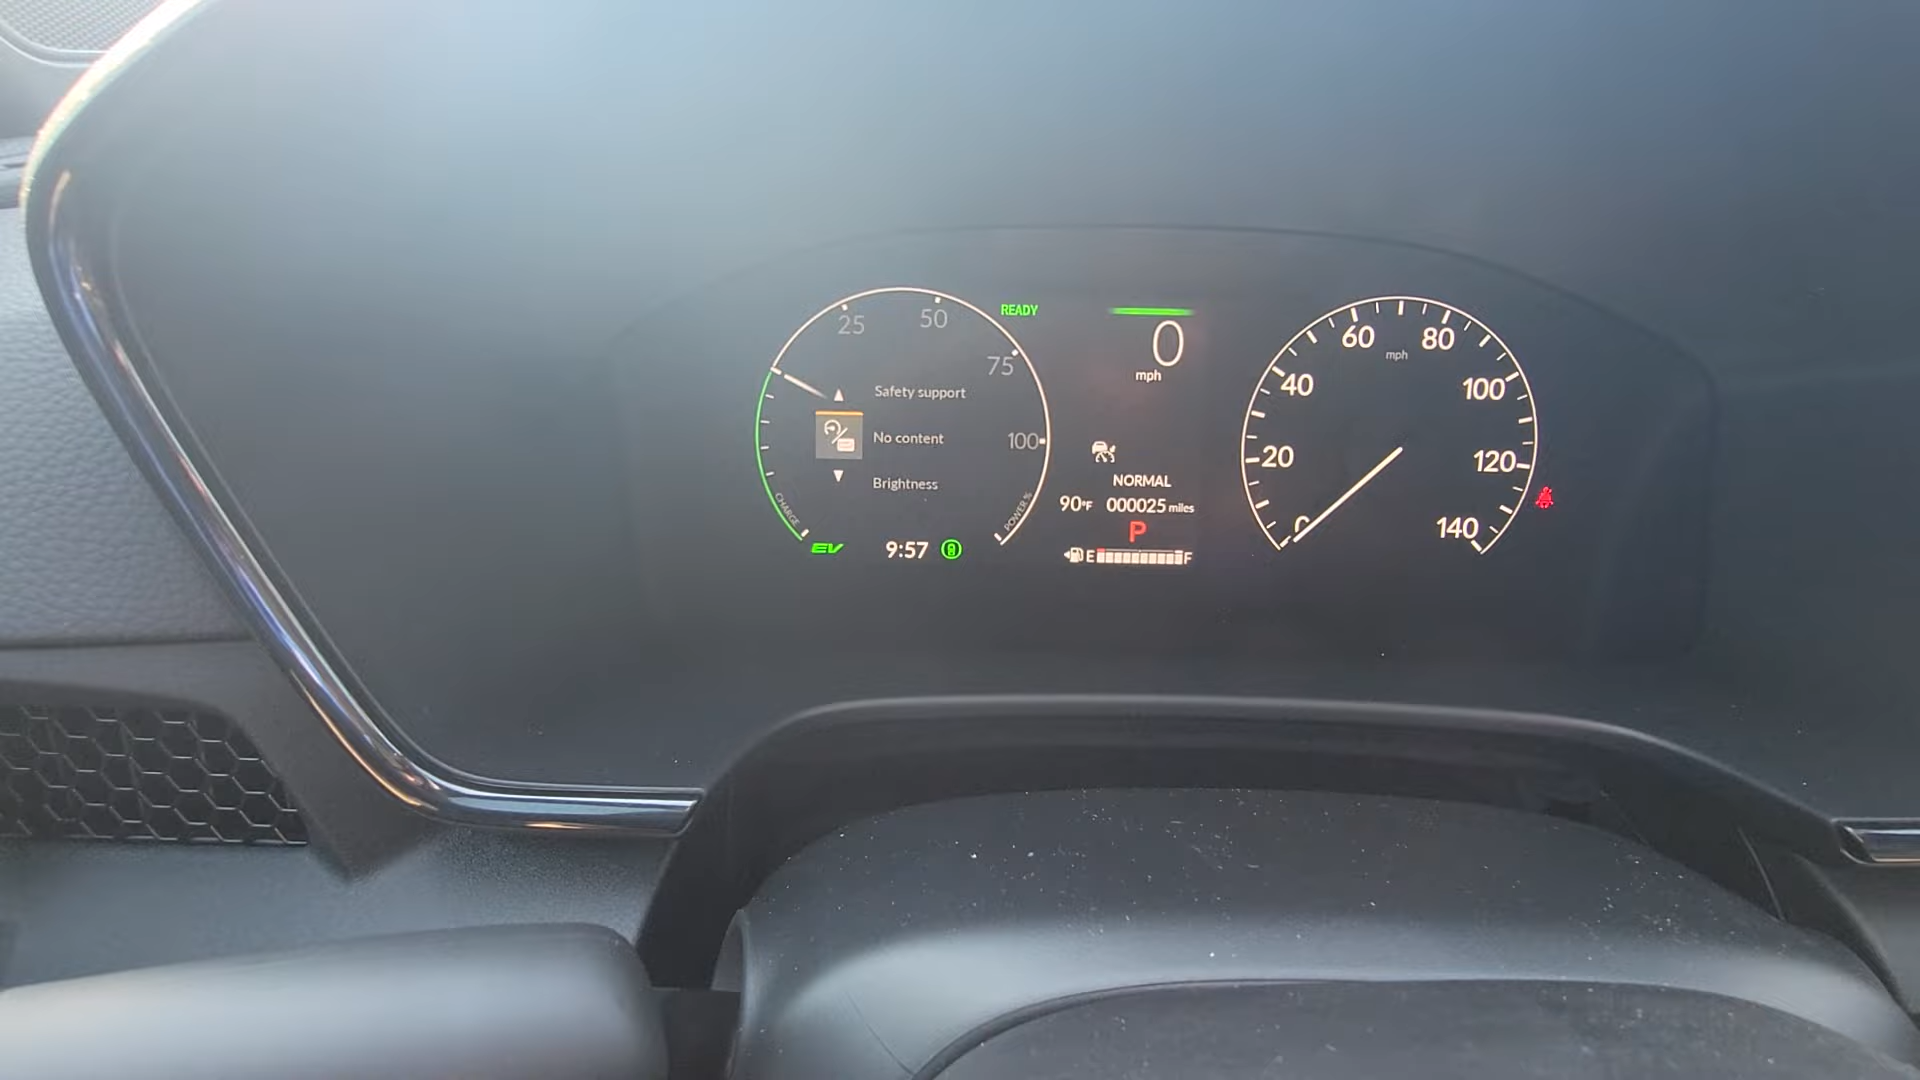 25
50
75
100
CHARGE
POWER %
Safety support
No content
Brightness
EV
9:57
READY
0
mph
NORMAL
90°F 000025 miles
P
E F
0
20
40
60
80
100
120
140
mph